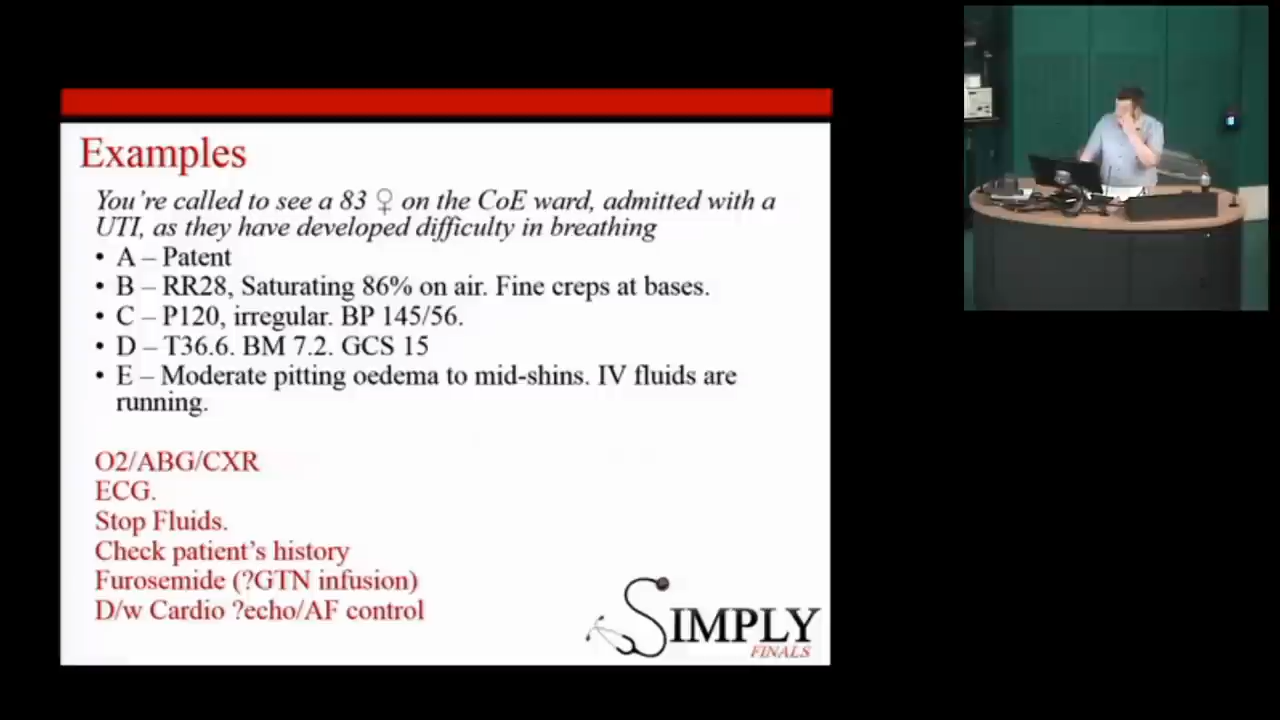 Examples
You're called to see a 83 ♀ on the CoE ward, admitted with a
UTI, as they have developed difficulty in breathing
• A – Patent
• B – RR28, Saturating 86% on air. Fine creps at bases.
• C – P120, irregular. BP 145/56.
• D – T36.6. BM 7.2. GCS 15
• E – Moderate pitting oedema to mid-shins. IV fluids are
running.
O2/ABG/CXR
ECG.
Stop Fluids.
Check patient's history
Furosemide (?GTN infusion)
D/w Cardio ?echo/AF control
SIMPLY
FINALS